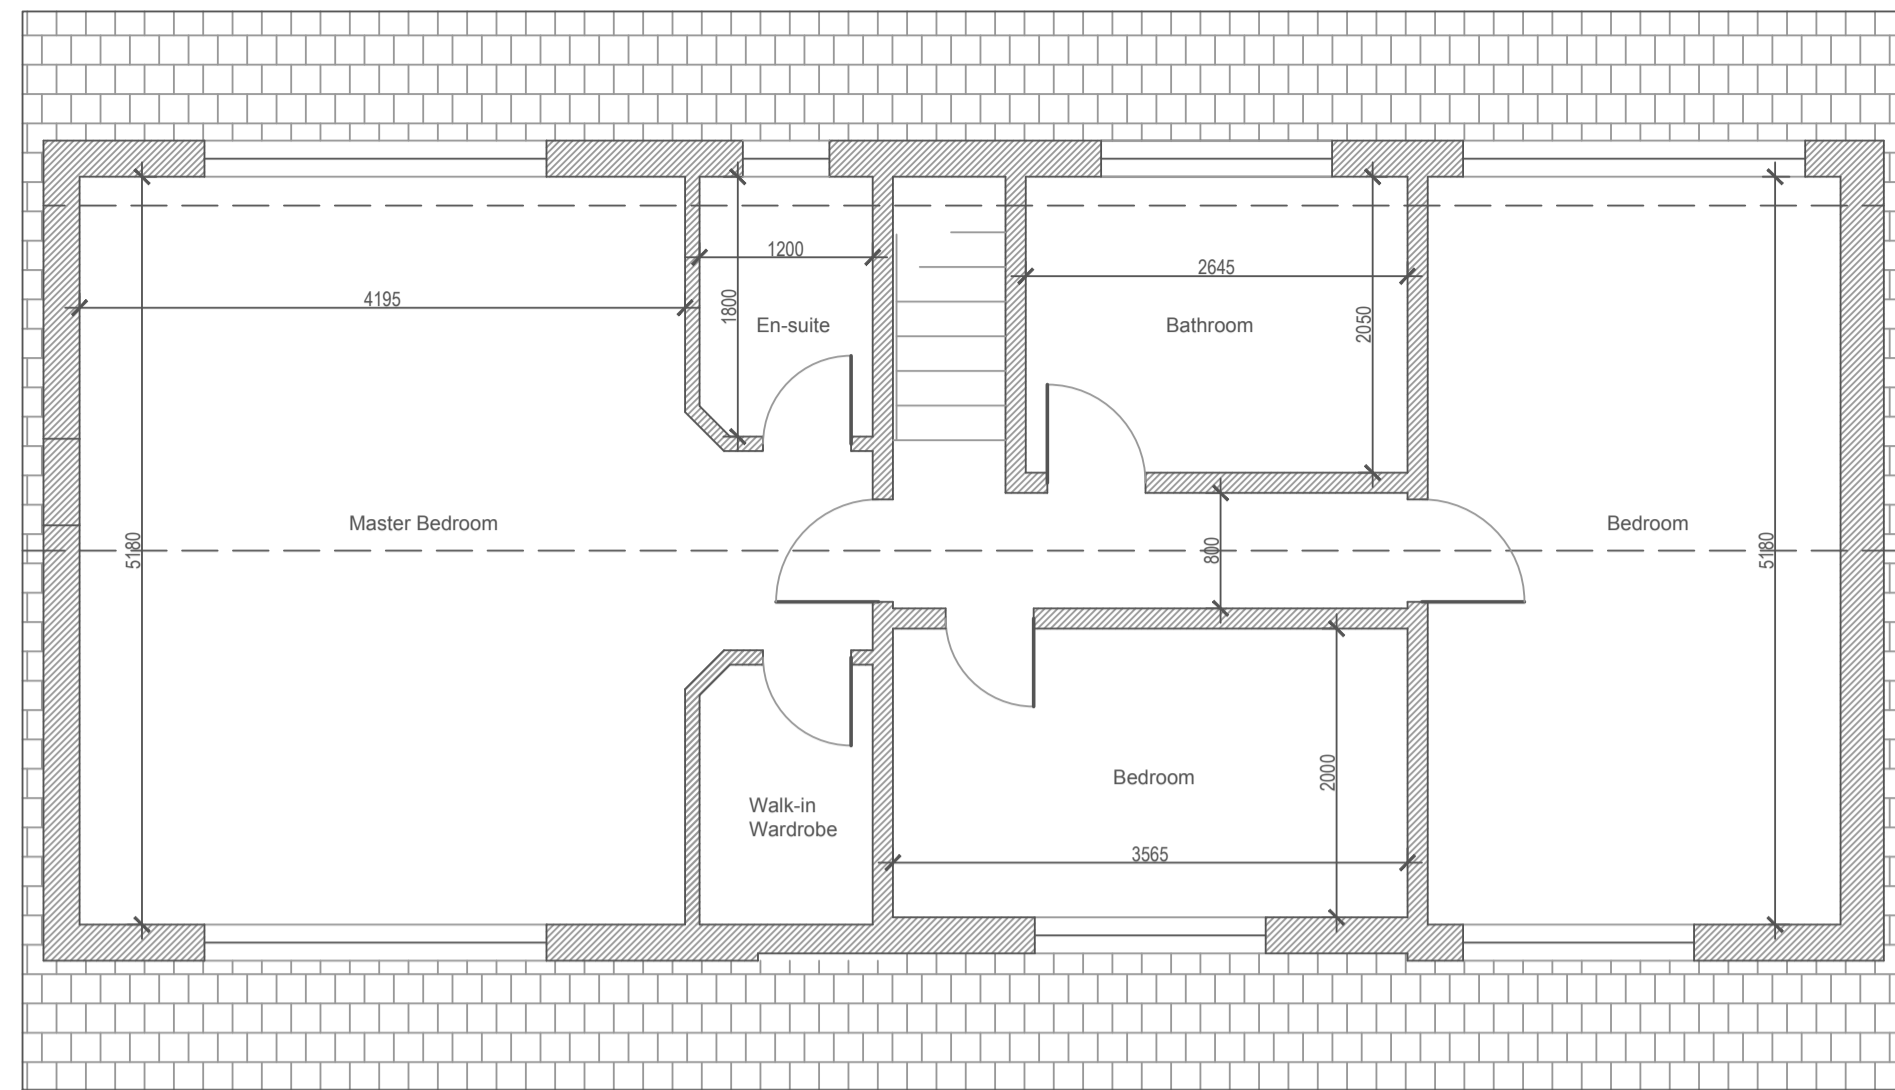 1200
2645
4195
1800
En-suite
Bathroom
2050
Master Bedroom
Bedroom
5180
800
5180
Bedroom
2000
Walk-in
Wardrobe
3565